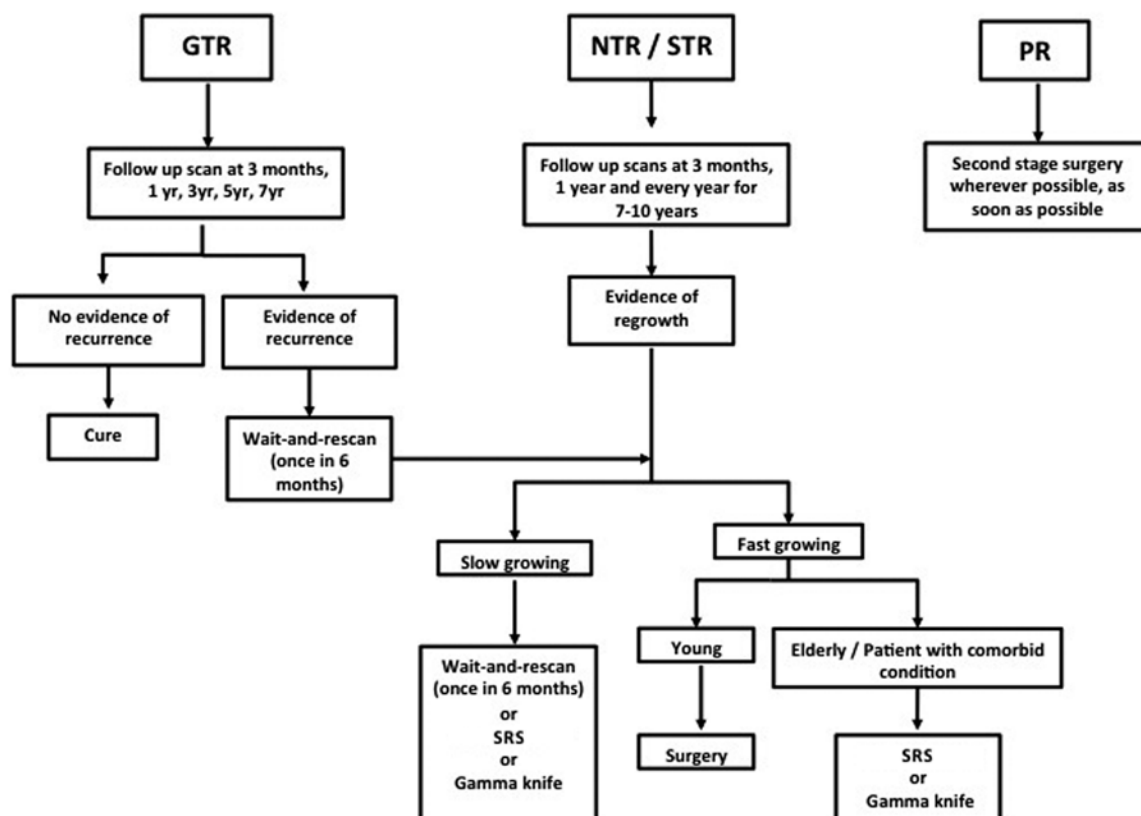 GTR
NTR / STR
PR
Follow up scan at 3 months,
1 yr, 3yr, 5yr, 7yr
Follow up scans at 3 months,
1 year and every year for
7-10 years
Second stage surgery
wherever possible, as
soon as possible
No evidence of
recurrence
Evidence of
recurrence
Evidence of
regrowth
Cure
Wait-and-rescan
(once in 6
months)
Slow growing
Fast growing
Young
Elderly / Patient with comorbid
condition
Wait-and-rescan
(once in 6 months)
or
SRS
or
Gamma knife
Surgery
SRS
or
Gamma knife